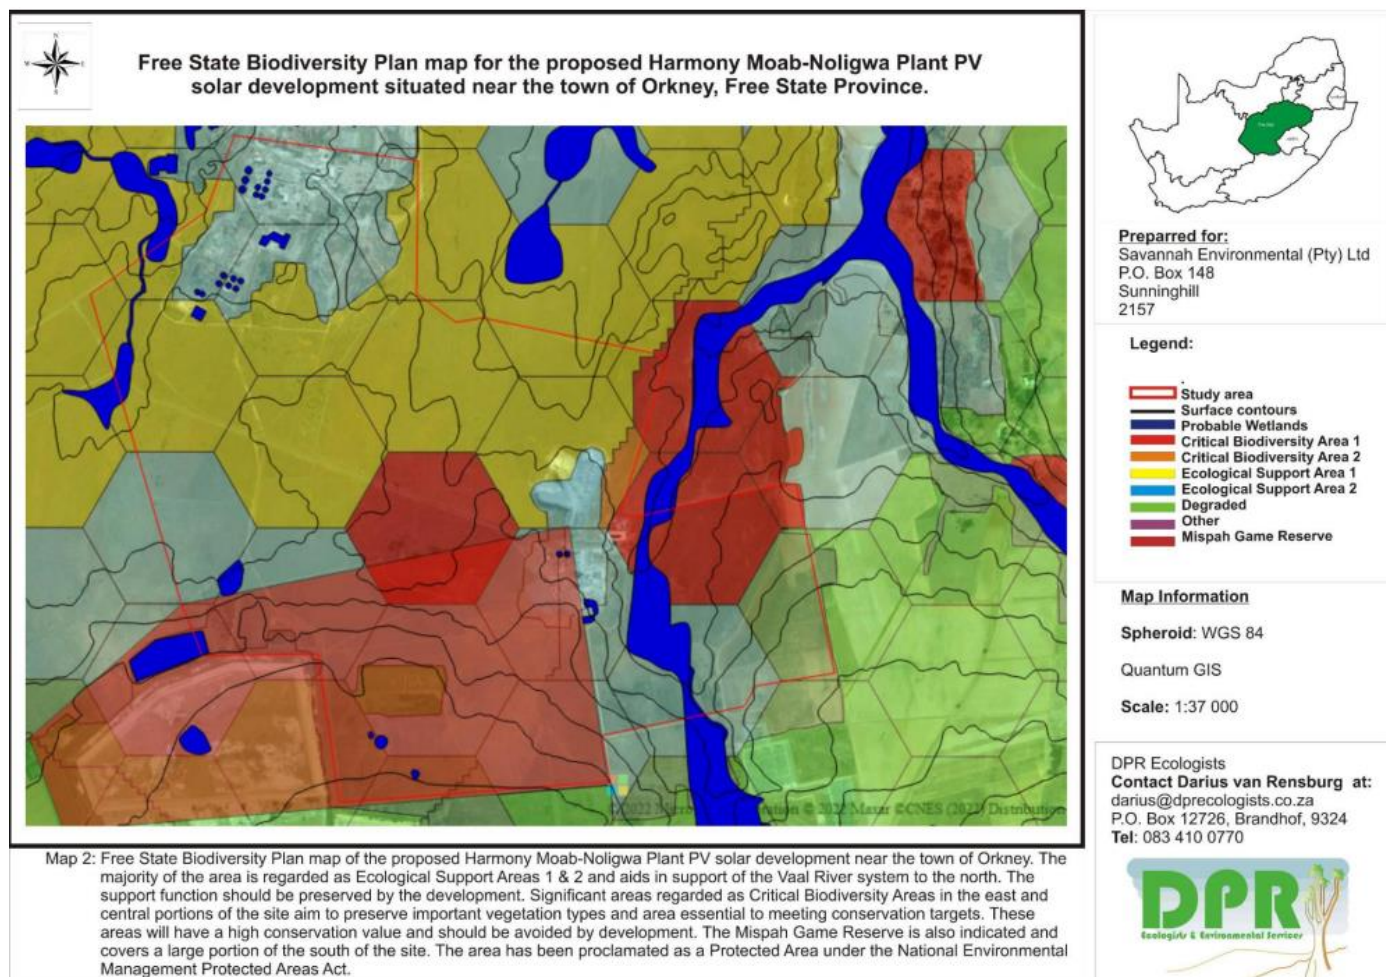 N
W
E
S
Free State Biodiversity Plan map for the proposed Harmony Moab-Noligwa Plant PV
solar development situated near the town of Orkney, Free State Province.
Preparred for:
Savannah Environmental (Pty) Ltd
P.O. Box 148
Sunninghill
2157
Legend:
Study area
Surface contours
Probable Wetlands
Critical Biodiversity Area 1
Critical Biodiversity Area 2
Ecological Support Area 1
Ecological Support Area 2
Degraded
Other
Mispah Game Reserve
Map Information
Spheroid: WGS 84
Quantum GIS
Scale: 1:37 000
© 2022 Maxar ©CNES (2022) Distribution
DPR Ecologists
Contact Darius van Rensburg at:
darius@dprecologists.co.za
P.O. Box 12726, Brandhof, 9324
Tel: 083 410 0770
DPR
Ecologists & Environmental Services
Map 2: Free State Biodiversity Plan map of the proposed Harmony Moab-Noligwa Plant PV solar development near the town of Orkney. The
majority of the area is regarded as Ecological Support Areas 1 & 2 and aids in support of the Vaal River system to the north. The
support function should be preserved by the development. Significant areas regarded as Critical Biodiversity Areas in the east and
central portions of the site aim to preserve important vegetation types and area essential to meeting conservation targets. These
areas will have a high conservation value and should be avoided by development. The Mispah Game Reserve is also indicated and
covers a large portion of the south of the site. The area has been proclamated as a Protected Area under the National Environmental
Management Protected Areas Act.